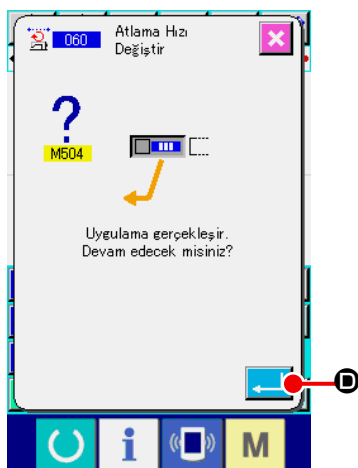 060
Atlama Hızı
Değiştir
?
M504
Uygulama gerçekleşir.
Devam edecek misiniz?
D
i
M